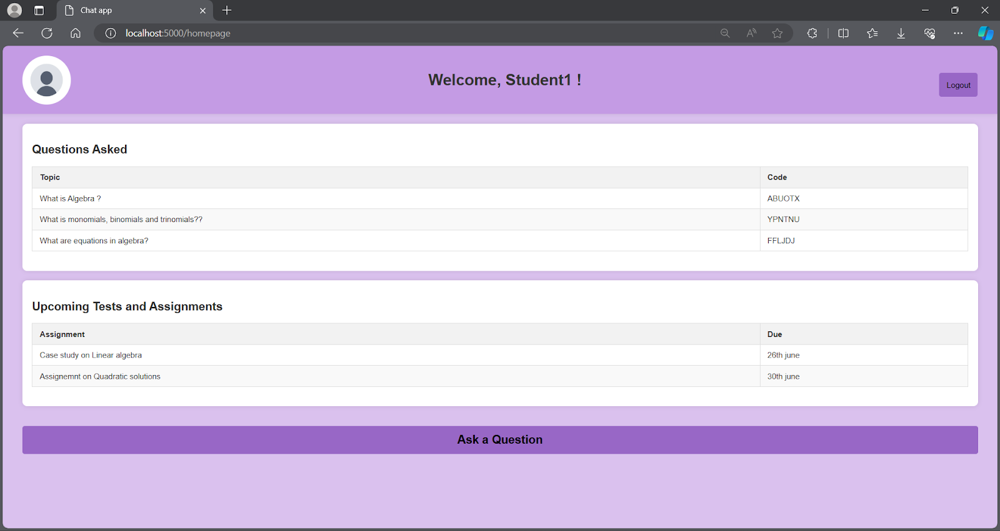 Chat app
localhost:5000/homepage
Welcome, Student1 !
Logout
Questions Asked
Topic Code
What is Algebra ? ABUOTX
What is monomials, binomials and trinomials?? YPNTNU
What are equations in algebra? FFLJDJ
Upcoming Tests and Assignments
Assignment Due
Case study on Linear algebra 26th june
Assignemnt on Quadratic solutions 30th june
Ask a Question